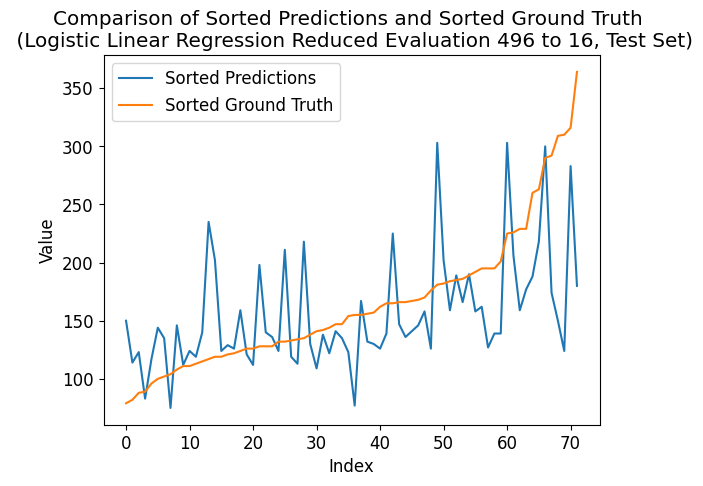 Comparison of Sorted Predictions and Sorted Ground Truth
(Logistic Linear Regression Reduced Evaluation 496 to 16, Test Set)
Sorted Predictions
Sorted Ground Truth
350
300
250
200
150
100
Value
0 10 20 30 40 50 60 70
Index